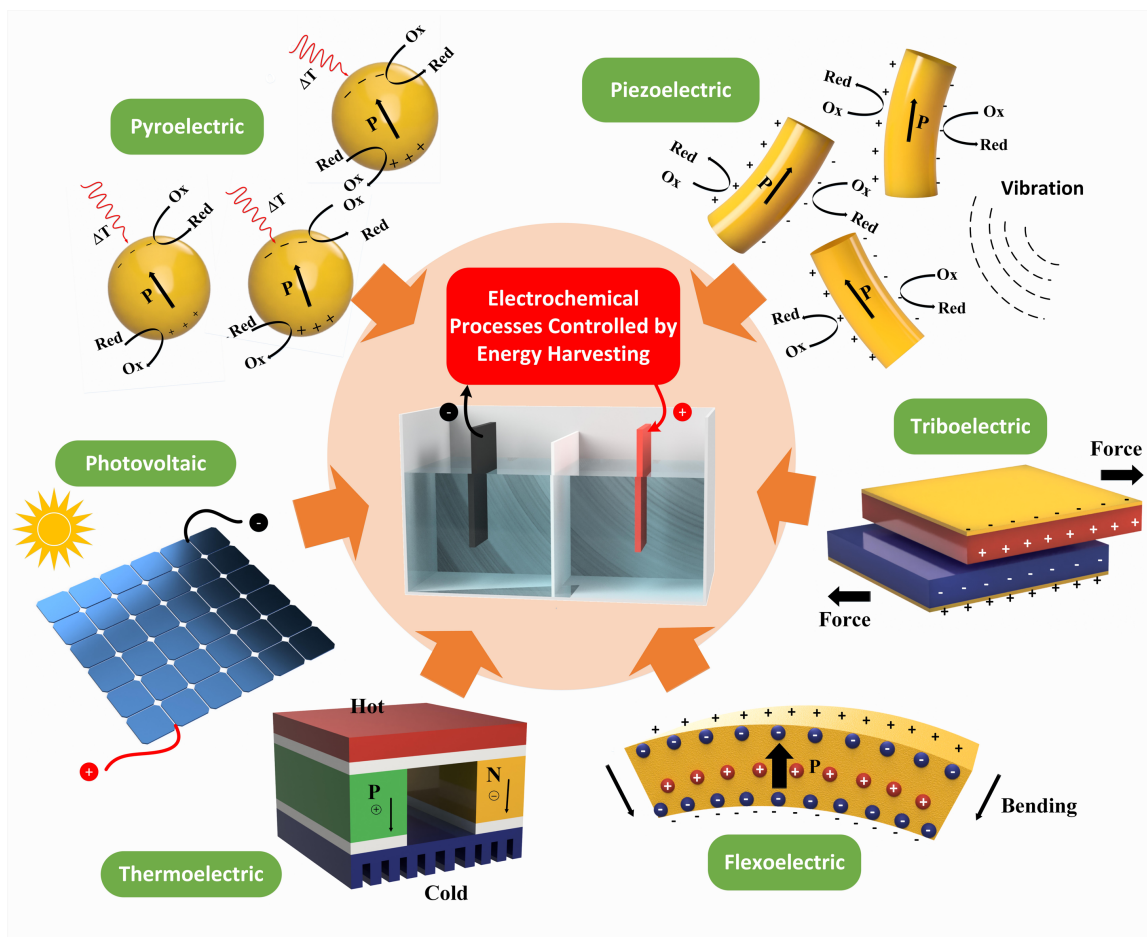 Pyroelectric
ΔT
Ox
Red
P
- - - -
+ + + +
Red
Ox
ΔT
Ox
Red
P
- - - -
+ + + +
Red
Ox
ΔT
Ox
Red
P
- - - -
+ + + +
Red
Ox
Piezoelectric
Red
Ox
P
Ox
Red
Red
Ox
P
Ox
Red
Red
Ox
P
Ox
Red
Vibration
Electrochemical
Processes Controlled by
Energy Harvesting
-
+
Photovoltaic
-
+
Triboelectric
Force
- - - - - - - -
+ + + + + + + +
- - - - - - - -
+ + + + + + + +
Force
Hot
P
+
N
-
Cold
Thermoelectric
+ + + + + + + + + + + +
- - - - - - - - -
P
+ + + + + + + +
- - - - - - - - -
- - - - - - - - - -
Bending
Flexoelectric